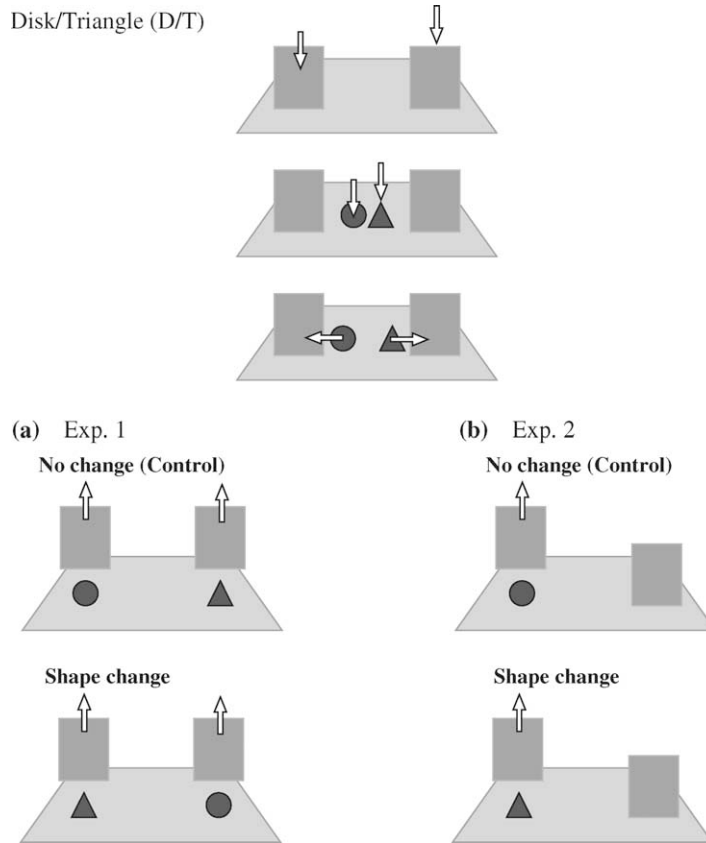 Disk/Triangle (D/T)
(a) Exp. 1
No change (Control)
Shape change
(b) Exp. 2
No change (Control)
Shape change